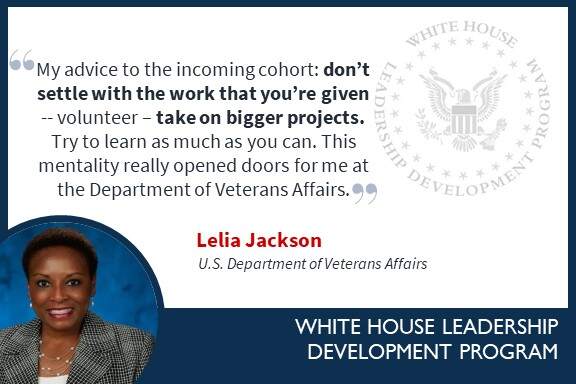 “My advice to the incoming cohort: don’t
settle with the work that you’re given
-- volunteer – take on bigger projects.
Try to learn as much as you can. This
mentality really opened doors for me at
the Department of Veterans Affairs.”
WHITE HOUSE
LEADERSHIP DEVELOPMENT PROGRAM
Lelia Jackson
U.S. Department of Veterans Affairs
WHITE HOUSE LEADERSHIP
DEVELOPMENT PROGRAM